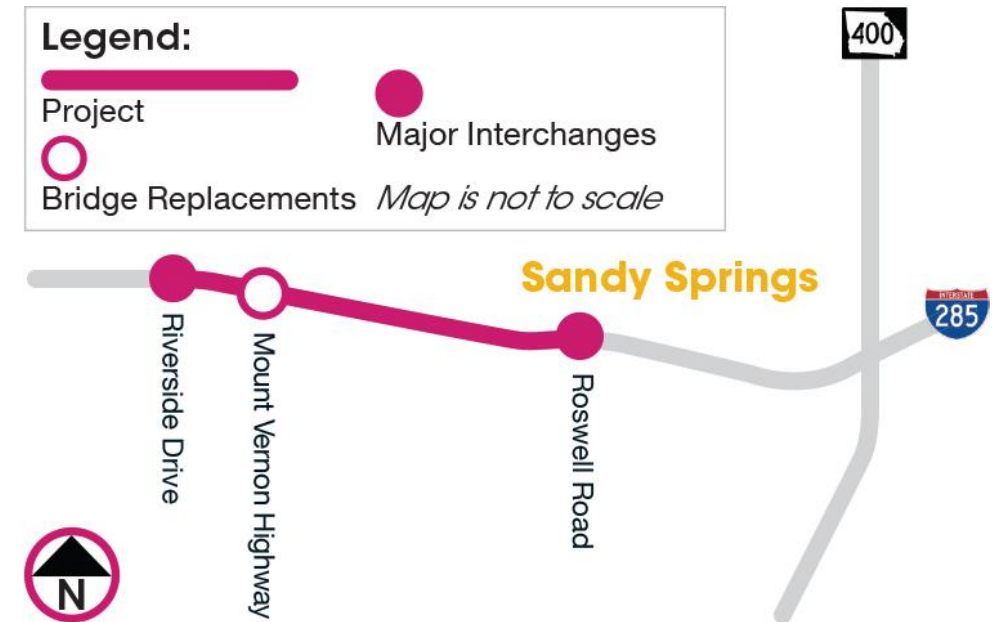 Legend:
Project
Major Interchanges
Bridge Replacements
Map is not to scale
400
Sandy Springs
INTERSTATE
285
Riverside Drive
Mount Vernon Highway
Roswell Road
N